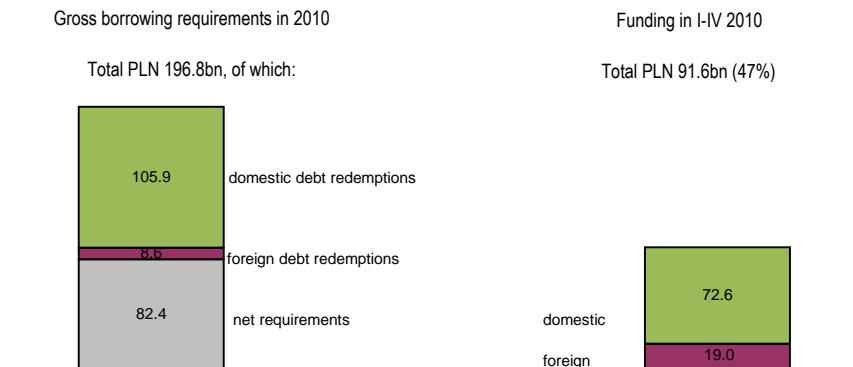 Gross borrowing requirements in 2010
Total PLN 196.8bn, of which:
105.9
domestic debt redemptions
8.6
foreign debt redemptions
82.4
net requirements
Funding in I-IV 2010
Total PLN 91.6bn (47%)
72.6
domestic
19.0
foreign